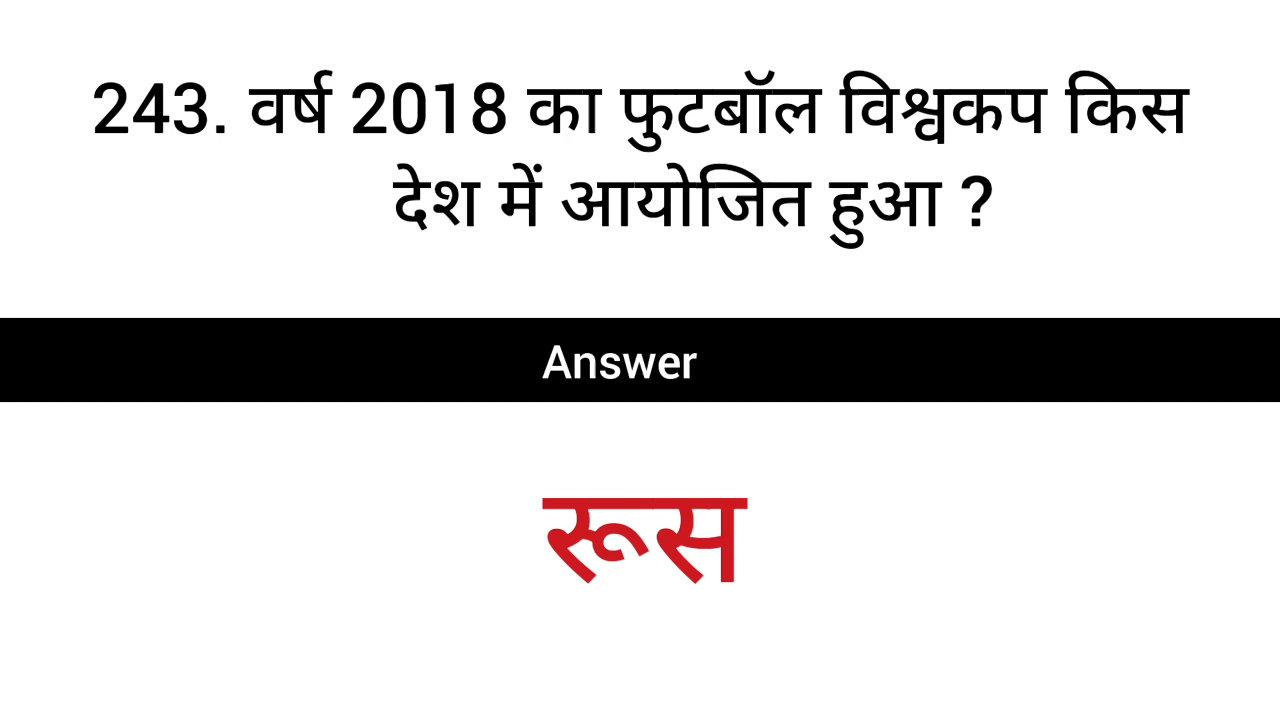 243. वर्ष 2018 का फुटबॉल विश्वकप किस
देश में आयोजित हुआ ?
Answer
रूस